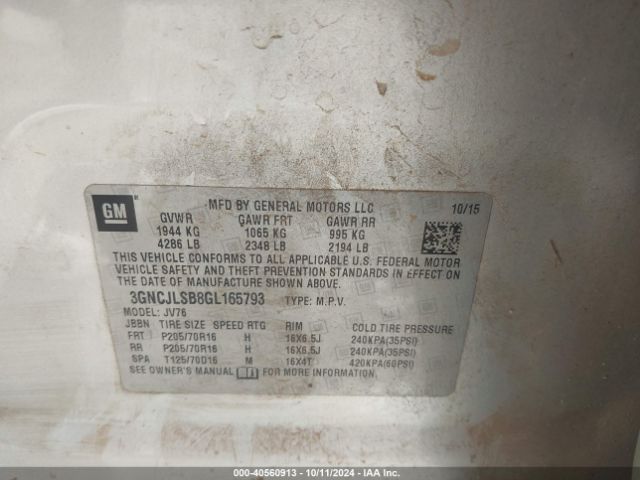 GM
MFD BY GENERAL MOTORS LLC 10/15
GVWR GAWR FRT GAWR RR
1944 KG 1065 KG 995 KG
4286 LB 2348 LB 2194 LB
THIS VEHICLE CONFORMS TO ALL APPLICABLE U.S. FEDERAL MOTOR
VEHICLE SAFETY AND THEFT PREVENTION STANDARDS IN EFFECT ON
THE DATE OF MANUFACTURE SHOWN ABOVE.
3GNCJLSB8GL165793 TYPE: M.P.V.
MODEL: JV76
JBBN TIRE SIZE SPEED RTG RIM COLD TIRE PRESSURE
FRT P205/70R16 H 16X6.5J 240KPA(35PSI)
RR P205/70R16 H 16X6.5J 240KPA(35PSI)
SPA T125/70D16 M 16X4T 420KPA(60PSI)
SEE OWNER'S MANUAL FOR MORE INFORMATION.
000-40560913 - 10/11/2024 - IAA Inc.